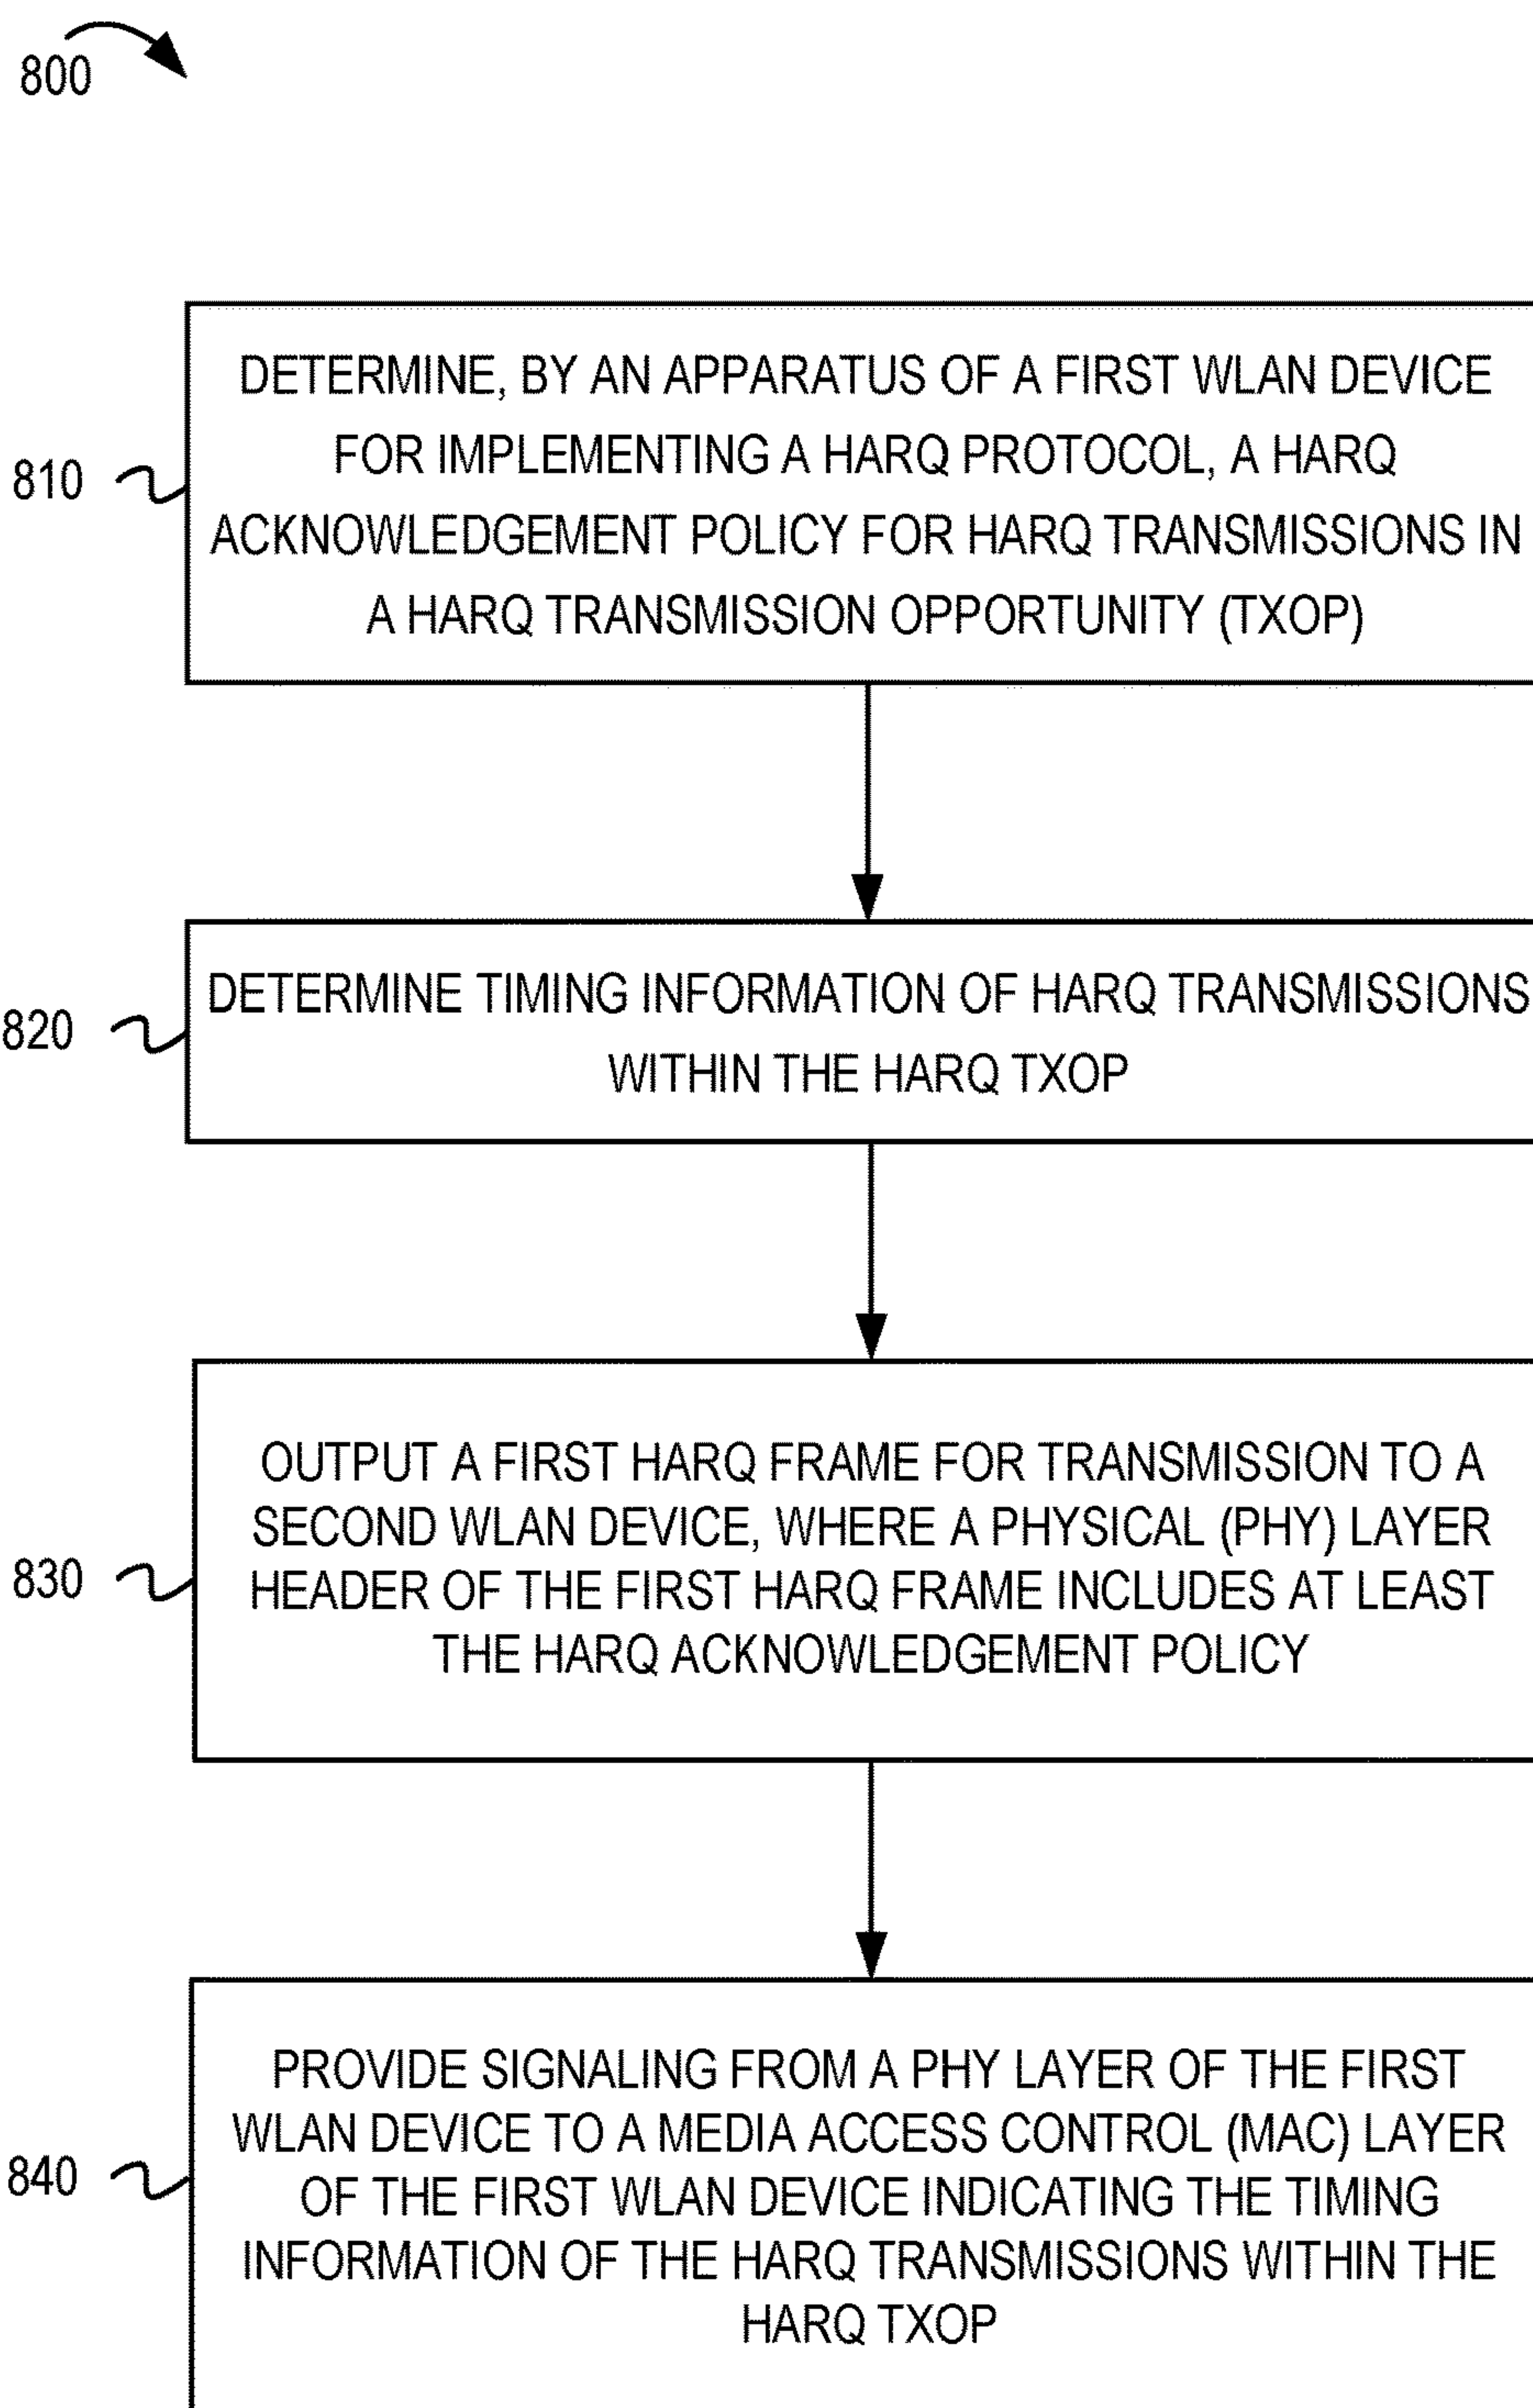 800
810
DETERMINE, BY AN APPARATUS OF A FIRST WLAN DEVICE
FOR IMPLEMENTING A HARQ PROTOCOL, A HARQ
ACKNOWLEDGEMENT POLICY FOR HARQ TRANSMISSIONS IN
A HARQ TRANSMISSION OPPORTUNITY (TXOP)
820
DETERMINE TIMING INFORMATION OF HARQ TRANSMISSIONS
WITHIN THE HARQ TXOP
830
OUTPUT A FIRST HARQ FRAME FOR TRANSMISSION TO A
SECOND WLAN DEVICE, WHERE A PHYSICAL (PHY) LAYER
HEADER OF THE FIRST HARQ FRAME INCLUDES AT LEAST
THE HARQ ACKNOWLEDGEMENT POLICY
840
PROVIDE SIGNALING FROM A PHY LAYER OF THE FIRST
WLAN DEVICE TO A MEDIA ACCESS CONTROL (MAC) LAYER
OF THE FIRST WLAN DEVICE INDICATING THE TIMING
INFORMATION OF THE HARQ TRANSMISSIONS WITHIN THE
HARQ TXOP